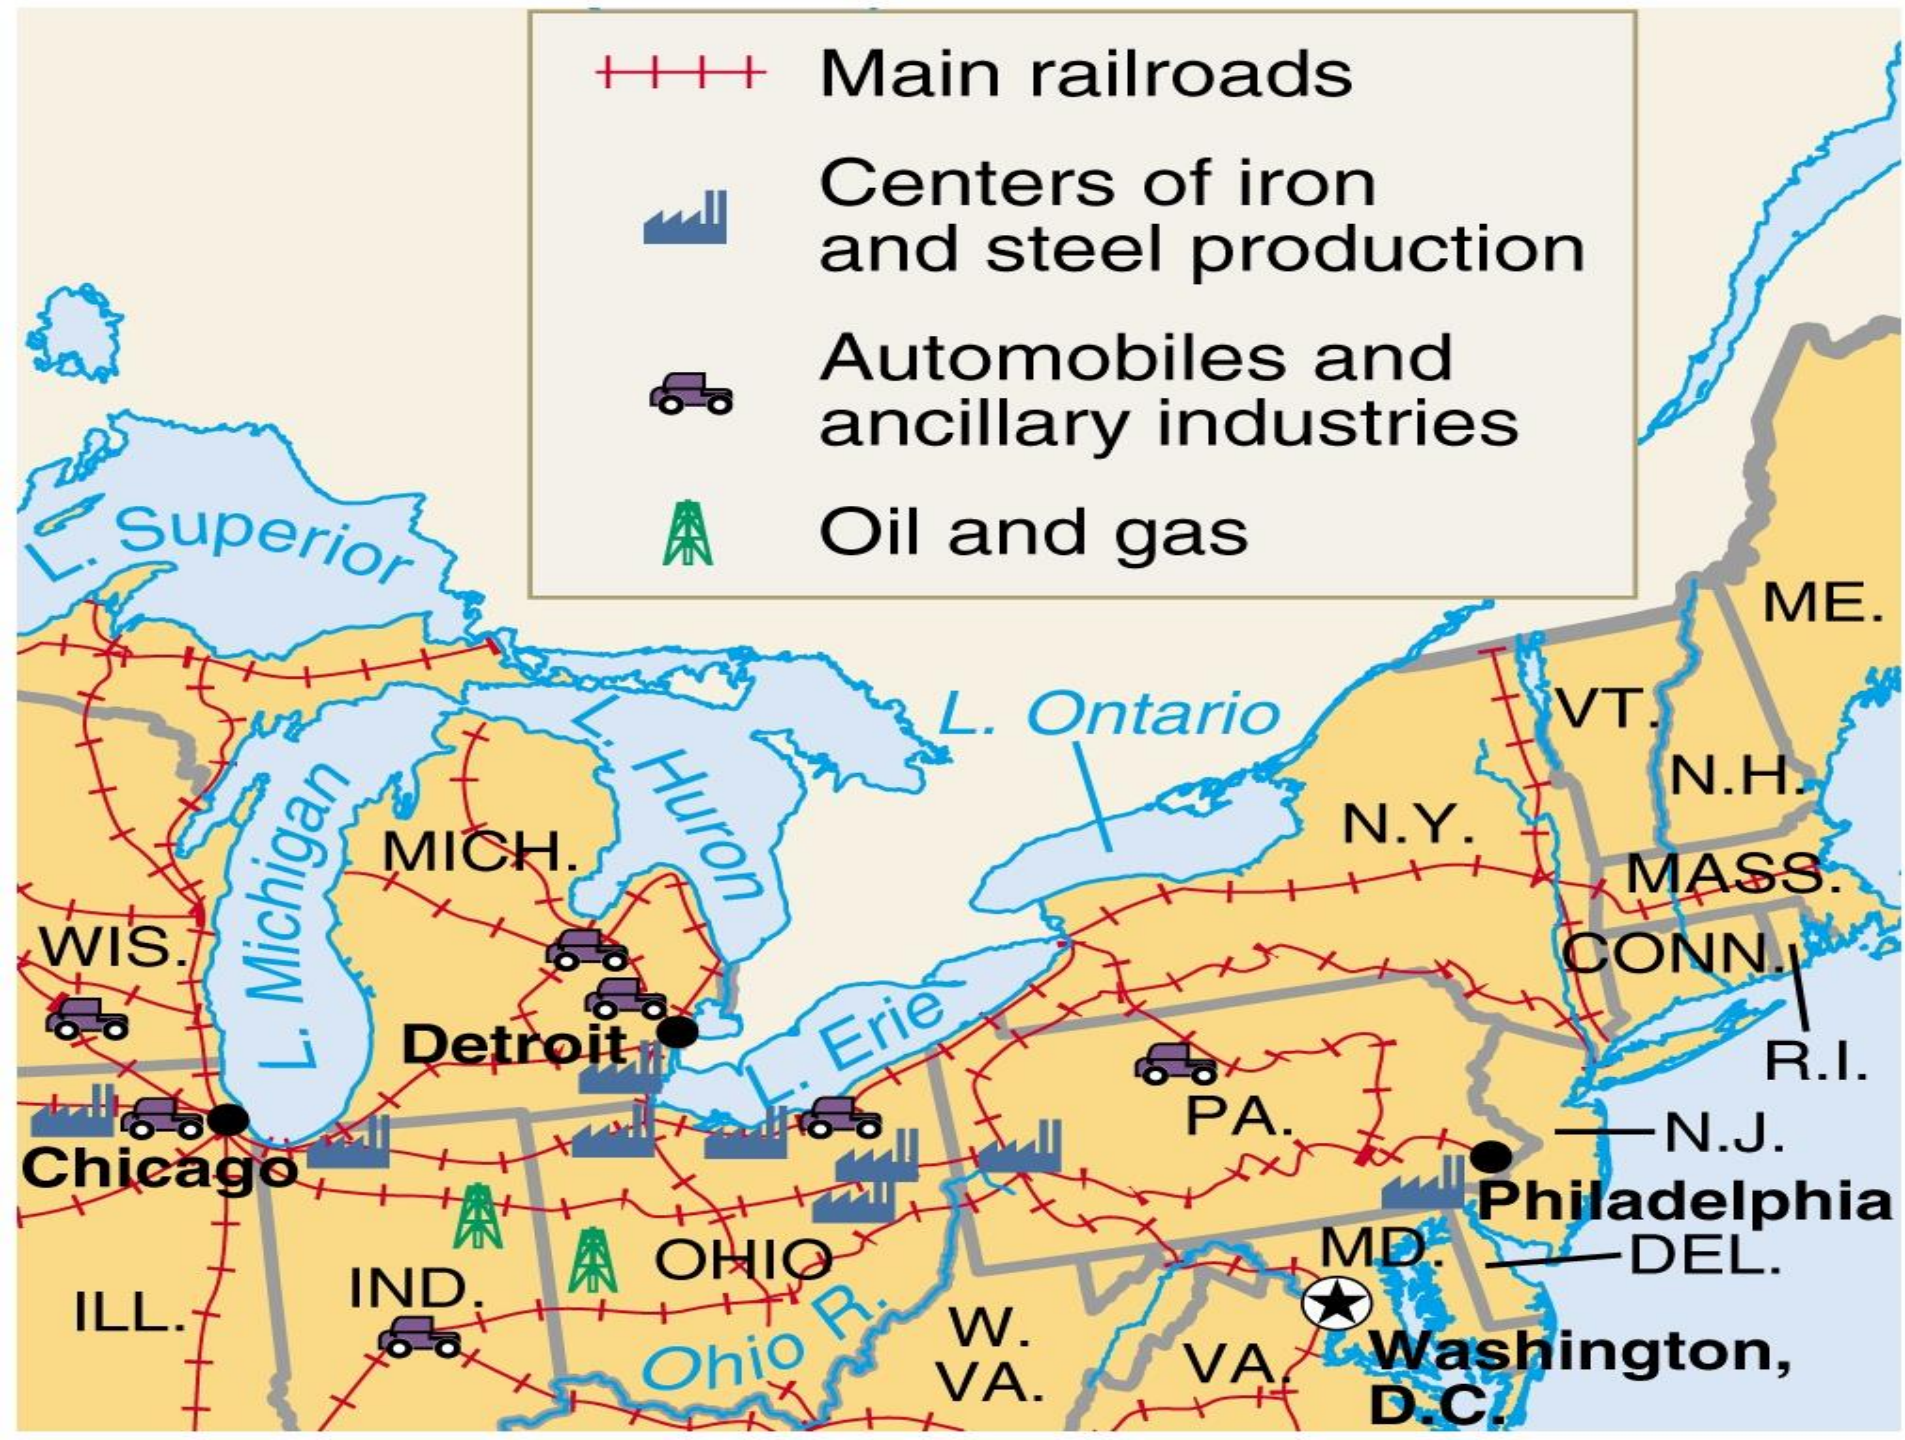 Main railroads
Centers of iron
and steel production
Automobiles and
ancillary industries
Oil and gas
L. Superior
ME.
L. Ontario
VT.
L. Huron
N.H.
L. Michigan
MICH.
N.Y.
MASS.
WIS.
CONN.
L. Erie
Detroit
R.I.
PA.
N.J.
Chicago
Philadelphia
OHIO
MD.
DEL.
IND.
ILL.
Ohio R.
W.
VA.
VA.
Washington,
D.C.